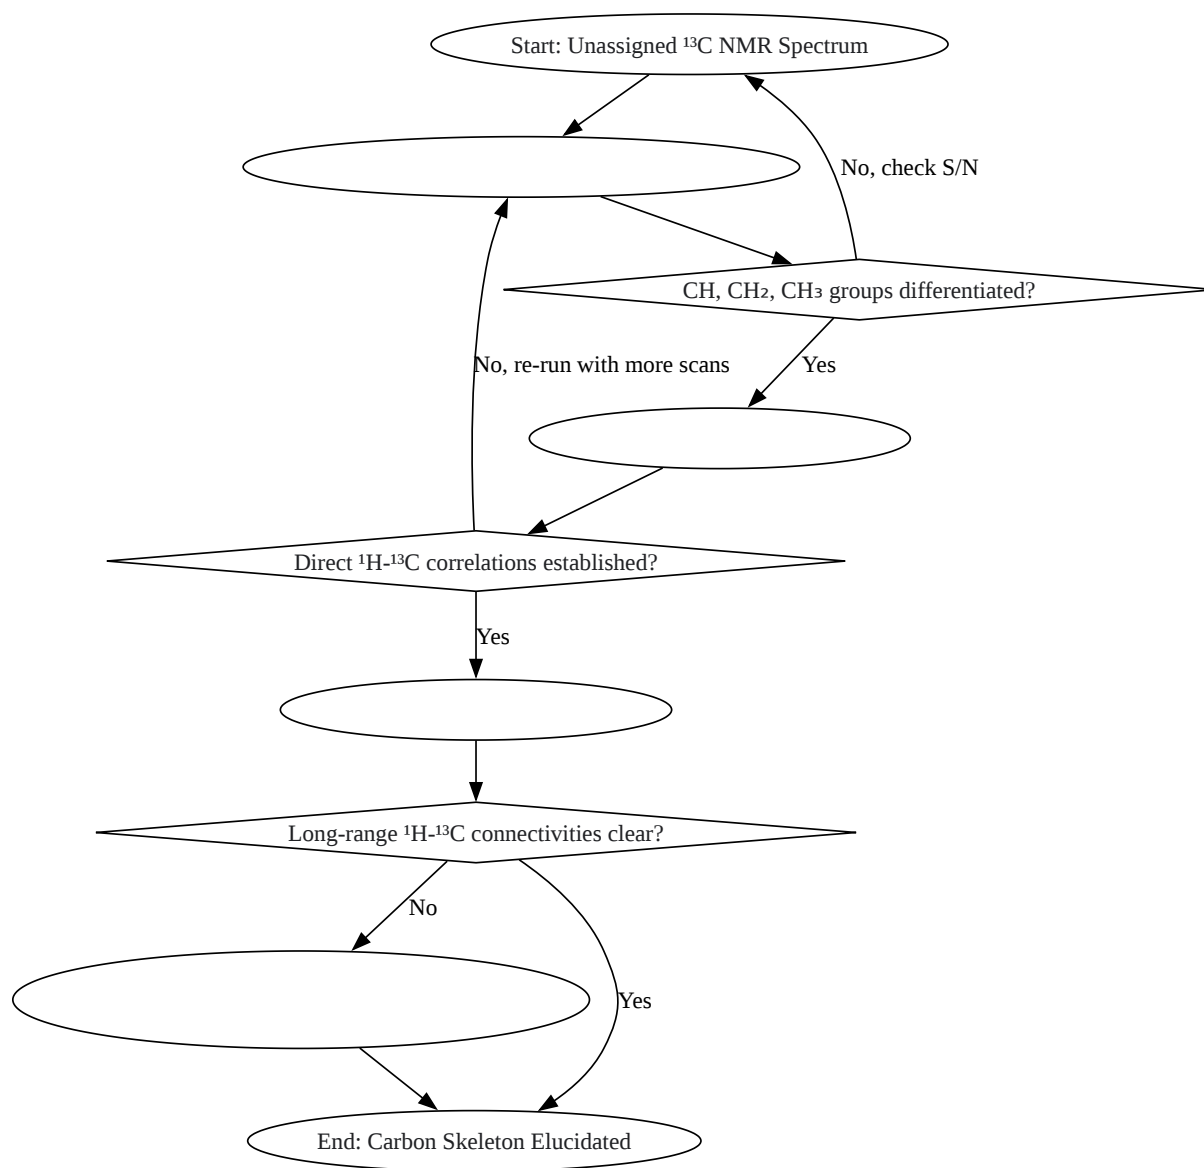 Start: Unassigned ¹³C NMR Spectrum
No, check S/N
CH, CH₂, CH₃ groups differentiated?
No, re-run with more scans
Yes
Direct ¹H-¹³C correlations established?
Yes
Long-range ¹H-¹³C connectivities clear?
No
Yes
End: Carbon Skeleton Elucidated